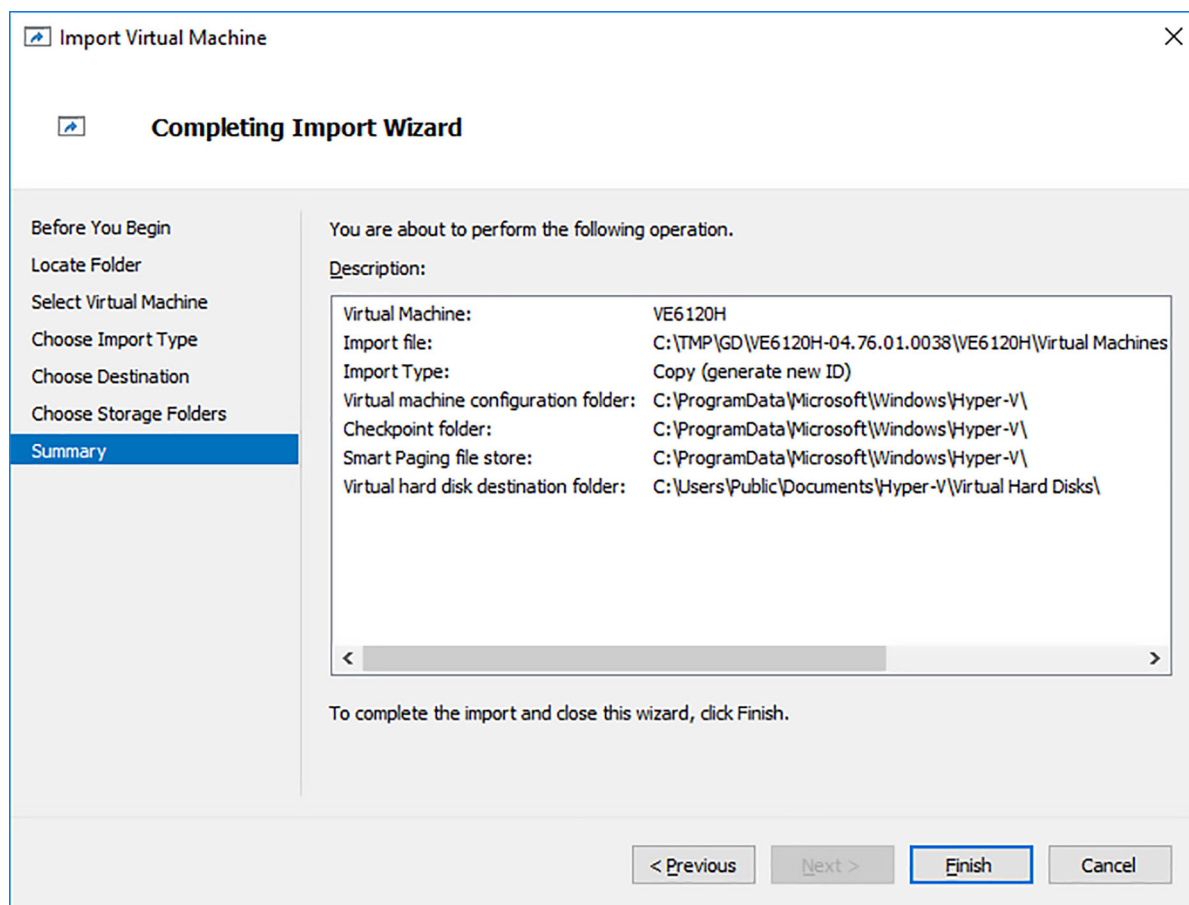 Import Virtual Machine
Completing Import Wizard
Before You Begin
Locate Folder
Select Virtual Machine
Choose Import Type
Choose Destination
Choose Storage Folders
Summary
You are about to perform the following operation.
Description:
Virtual Machine: VE6120H
Import file: C:\TMP\GD\VE6120H-04.76.01.0038\VE6120H\Virtual Machines
Import Type: Copy (generate new ID)
Virtual machine configuration folder: C:\ProgramData\Microsoft\Windows\Hyper-V\
Checkpoint folder: C:\ProgramData\Microsoft\Windows\Hyper-V\
Smart Paging file store: C:\ProgramData\Microsoft\Windows\Hyper-V\
Virtual hard disk destination folder: C:\Users\Public\Documents\Hyper-V\Virtual Hard Disks\
To complete the import and close this wizard, click Finish.
< Previous Next > Finish Cancel